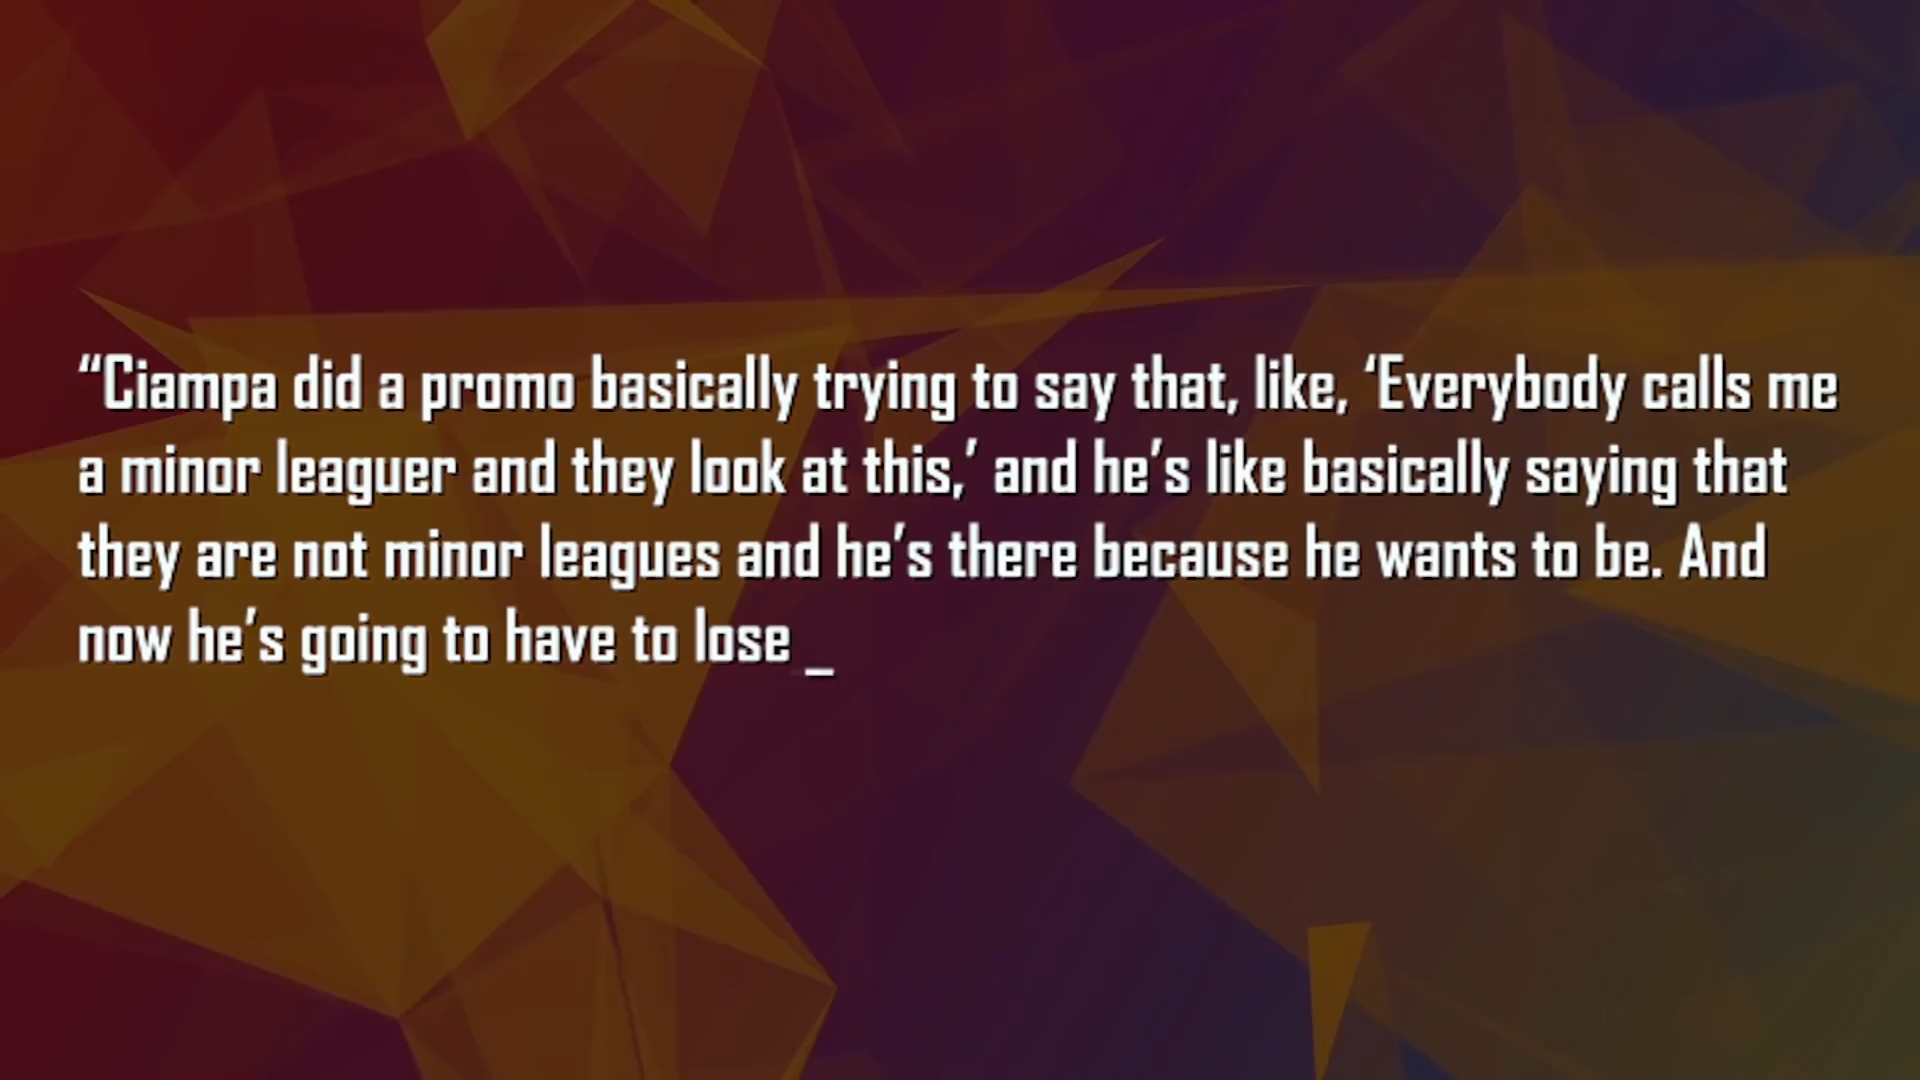 “Ciampa did a promo basically trying to say that, like, ‘Everybody calls me
a minor leaguer and they look at this,’ and he’s like basically saying that
they are not minor leagues and he’s there because he wants to be. And
now he’s going to have to lose _